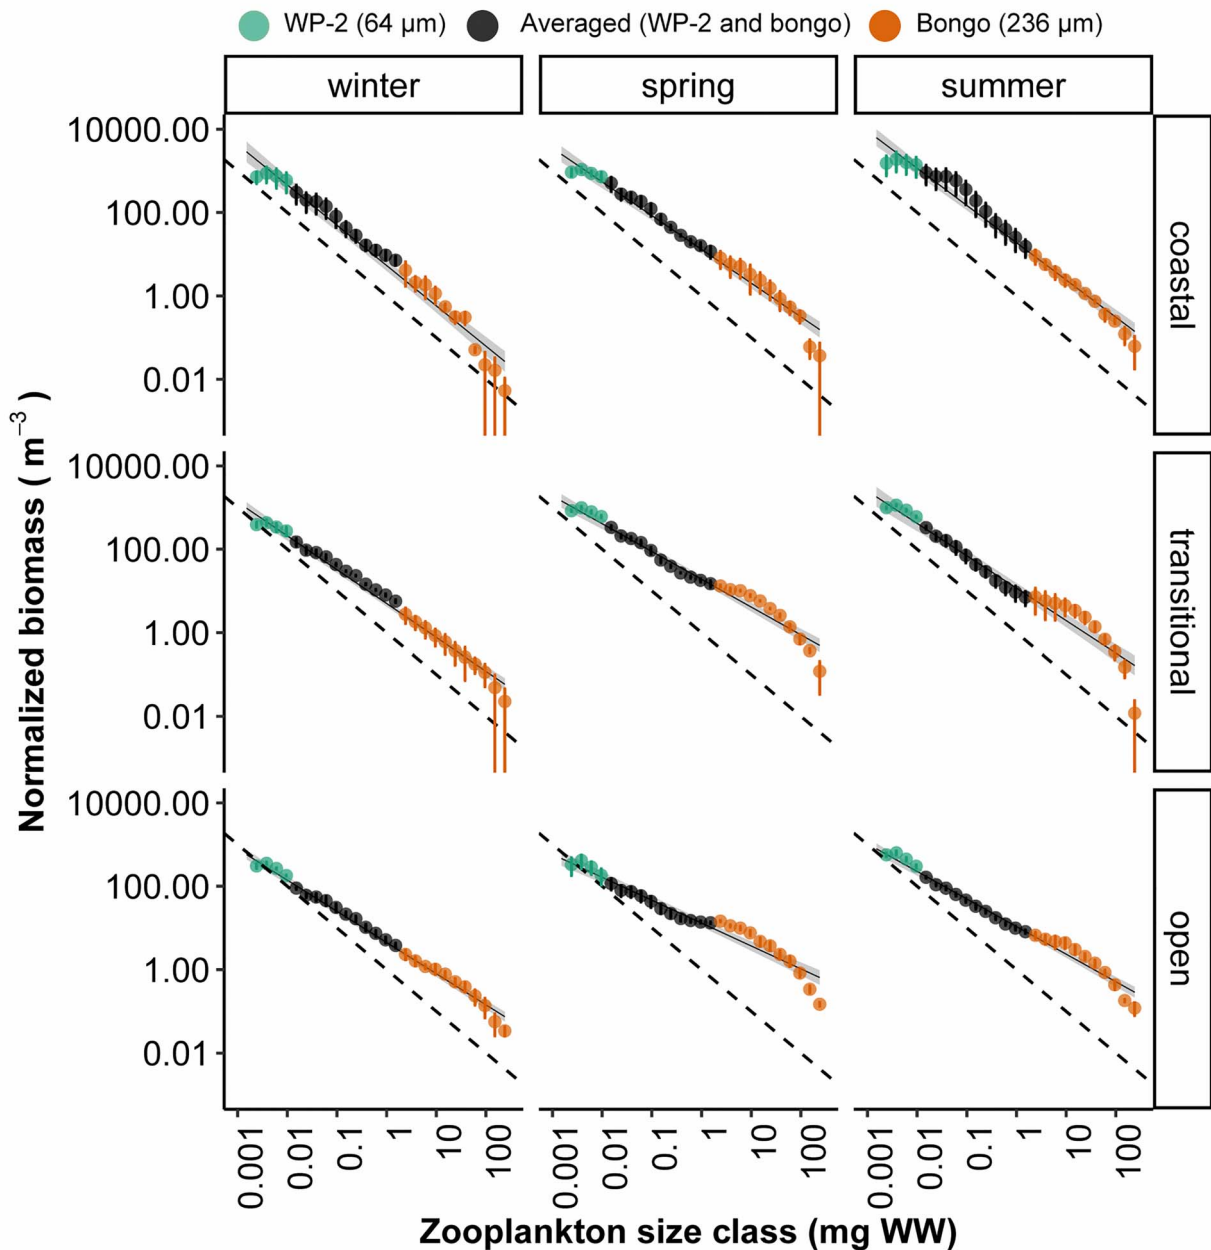 WP-2 (64 µm) Averaged (WP-2 and bongo) Bongo (236 µm)
winter spring summer
10000.00
100.00
1.00
0.01
coastal
10000.00
100.00
1.00
0.01
transitional
10000.00
100.00
1.00
0.01
open
Normalized biomass ( m⁻³)
0.001 0.01 0.1 1 10 100 0.001 0.01 0.1 1 10 100 0.001 0.01 0.1 1 10 100
Zooplankton size class (mg WW)